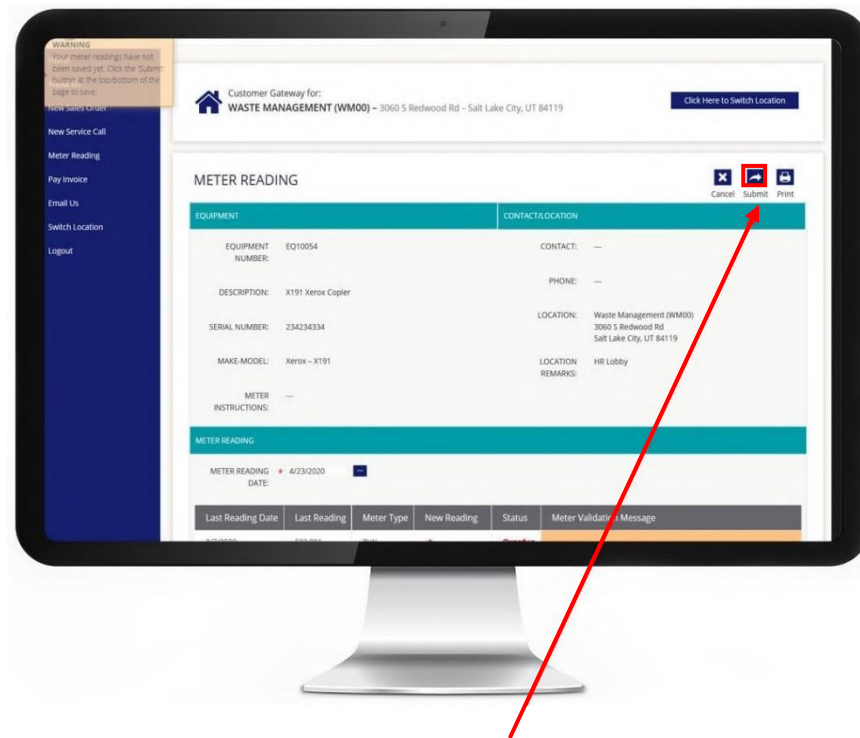 WARNING
Your meter readings have not
been saved yet. Click the 'Submit'
button at the top/bottom of the
page to save.
New Sales Order
New Service Call
Meter Reading
Pay Invoice
Email Us
Switch Location
Logout
Customer Gateway for:
WASTE MANAGEMENT (WM00) – 3060 S Redwood Rd - Salt Lake City, UT 84119
Click Here to Switch Location
METER READING
Cancel Submit Print
EQUIPMENT
EQUIPMENT NUMBER: EQ10054
DESCRIPTION: X191 Xerox Copier
SERIAL NUMBER: 234234334
MAKE-MODEL: Xerox – X191
METER INSTRUCTIONS: —
CONTACT/LOCATION
CONTACT: —
PHONE: —
LOCATION: Waste Management (WM00)
3060 S Redwood Rd
Salt Lake City, UT 84119
LOCATION REMARKS: HR Lobby
METER READING
METER READING DATE: * 4/23/2020
Last Reading Date Last Reading Meter Type New Reading Status Meter Validation Message